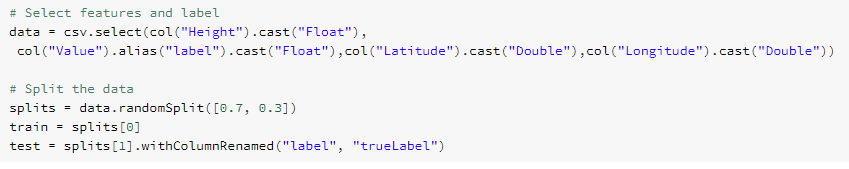 # Select features and label
data = csv.select(col("Height").cast("Float"),
 col("Value").alias("label").cast("Float"),col("Latitude").cast("Double"),col("Longitude").cast("Double"))

# Split the data
splits = data.randomSplit([0.7, 0.3])
train = splits[0]
test = splits[1].withColumnRenamed("label", "trueLabel")